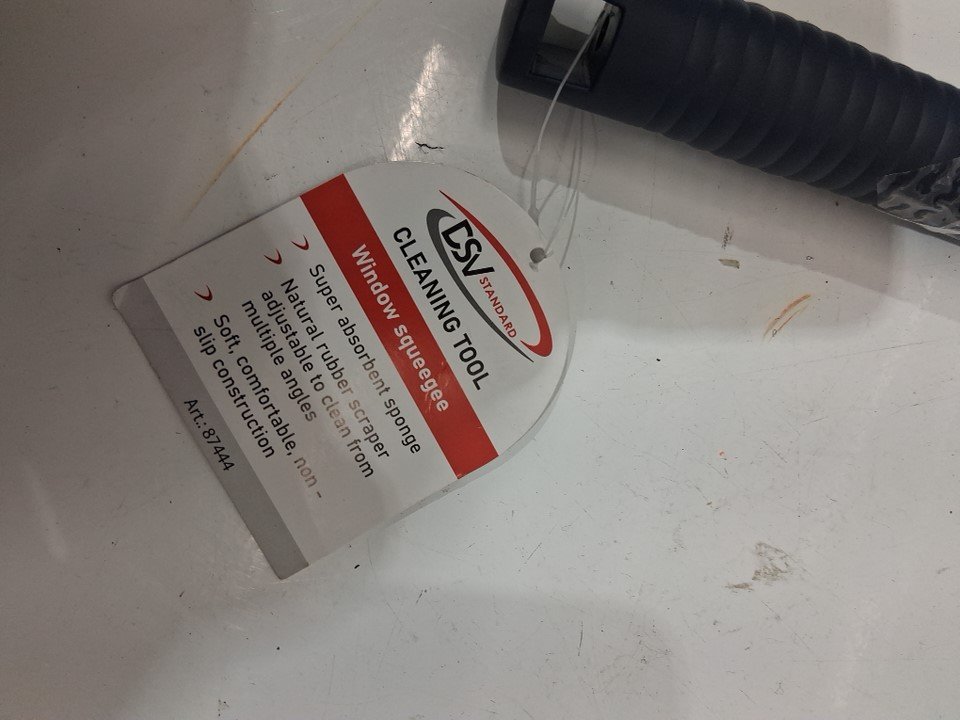 CSV
STANDARD
CLEANING TOOL
Window squeegee
Super absorbent sponge
Natural rubber scraper
adjustable to clean from
multiple angles
Soft, comfortable, non -
slip construction
Art.: 87444